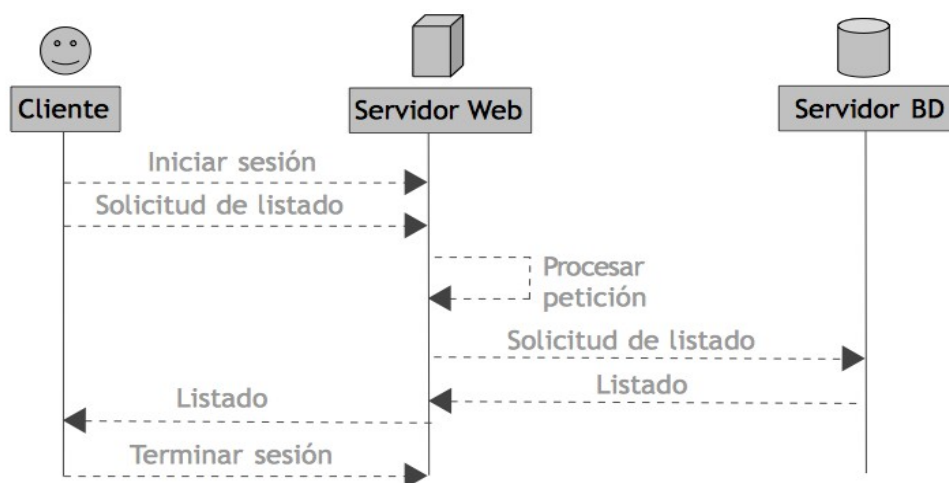 Cliente
Servidor Web
Servidor BD
Iniciar sesión
Solicitud de listado
Procesar
petición
Solicitud de listado
Listado
Listado
Terminar sesión